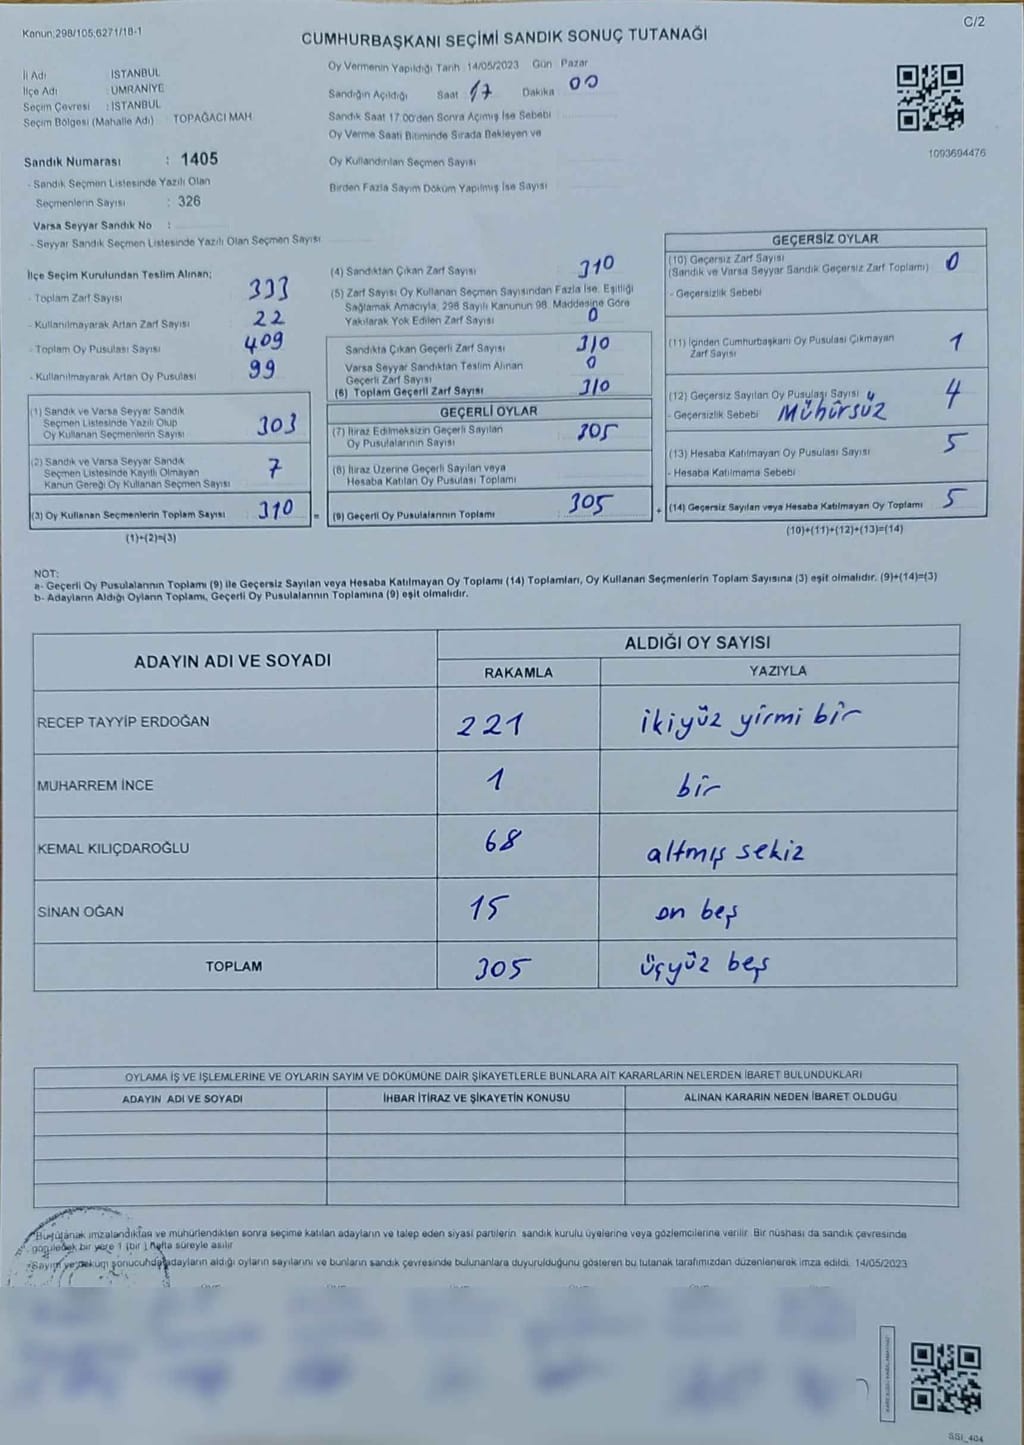 Kanun:298/105;6271/18-1
C/2
CUMHURBAŞKANI SEÇİMİ SANDIK SONUÇ TUTANAĞI
İl Adı İSTANBUL
İlçe Adı : ÜMRANİYE
Seçim Çevresi : İSTANBUL
Seçim Bölgesi (Mahalle Adı) TOPAĞACI MAH
Sandık Numarası : 1405
- Sandık Seçmen Listesinde Yazılı Olan
Seçmenlerin Sayısı : 326
Varsa Seyyar Sandık No :
- Seyyar Sandık Seçmen Listesinde Yazılı Olan Seçmen Sayısı
Oy Vermenin Yapıldığı Tarih : 14/05/2023 Gün : Pazar
Sandığın Açıldığı Saat : 17 Dakika 00
Sandık Saat 17:00'den Sonra Açılmış İse Sebebi
Oy Verme Saati Bitiminde Sırada Bekleyen ve
Oy Kullandırılan Seçmen Sayısı
Birden Fazla Sayım Döküm Yapılmış İse Sayısı
1093694476
İlçe Seçim Kurulundan Teslim Alınan;
- Toplam Zarf Sayısı 333
- Kullanılmayarak Artan Zarf Sayısı 22
- Toplam Oy Pusulası Sayısı 409
- Kullanılmayarak Artan Oy Pusulası 99
(1) Sandık ve Varsa Seyyar Sandık
Seçmen Listesinde Yazılı Olup
Oy Kullanan Seçmenlerin Sayısı 303
(2) Sandık ve Varsa Seyyar Sandık
Seçmen Listesinde Kayıtlı Olmayan
Kanun Gereği Oy Kullanan Seçmen Sayısı 7
(3) Oy Kullanan Seçmenlerin Toplam Sayısı 310 =
(1)+(2)=(3)
(4) Sandıktan Çıkan Zarf Sayısı 310
(5) Zarf Sayısı Oy Kullanan Seçmen Sayısından Fazla İse, Eşitliği
Sağlamak Amacıyla, 298 Sayılı Kanunun 98. Maddesine Göre
Yakılarak Yok Edilen Zarf Sayısı 0
Sandıkta Çıkan Geçerli Zarf Sayısı 310
Varsa Seyyar Sandıktan Teslim Alınan
Geçerli Zarf Sayısı 0
(6) Toplam Geçerli Zarf Sayısı 310
GEÇERLİ OYLAR
(7) İtiraz Edilmeksizin Geçerli Sayılan
Oy Pusulalarının Sayısı 305
(8) İtiraz Üzerine Geçerli Sayılan veya
Hesaba Katılan Oy Pusulası Toplamı
(9) Geçerli Oy Pusulalarının Toplamı 305 +
GEÇERSİZ OYLAR
(10) Geçersiz Zarf Sayısı
(Sandık ve Varsa Seyyar Sandık Geçersiz Zarf Toplamı) 0
- Geçersizlik Sebebi
(11) İçinden Cumhurbaşkanı Oy Pusulası Çıkmayan
Zarf Sayısı 1
(12) Geçersiz Sayılan Oy Pusulası Sayısı 4 4
- Geçersizlik Sebebi Mühürsüz
(13) Hesaba Katılmayan Oy Pusulası Sayısı 5
- Hesaba Katılmama Sebebi
(14) Geçersiz Sayılan veya Hesaba Katılmayan Oy Toplamı 5
(10)+(11)+(12)+(13)=(14)
NOT:
a- Geçerli Oy Pusulalarının Toplamı (9) ile Geçersiz Sayılan veya Hesaba Katılmayan Oy Toplamı (14) Toplamları, Oy Kullanan Seçmenlerin Toplam Sayısına (3) eşit olmalıdır. (9)+(14)=(3)
b- Adayların Aldığı Oyların Toplamı, Geçerli Oy Pusulalarının Toplamına (9) eşit olmalıdır.
ADAYIN ADI VE SOYADI
ALDIĞI OY SAYISI
RAKAMLA YAZIYLA
RECEP TAYYİP ERDOĞAN 221 ikiyüz yirmi bir
MUHARREM İNCE 1 bir
KEMAL KILIÇDAROĞLU 68 altmış sekiz
SİNAN OĞAN 15 on beş
TOPLAM 305 üçyüz beş
OYLAMA İŞ VE İŞLEMLERİNE VE OYLARIN SAYIM VE DÖKÜMÜNE DAİR ŞİKAYETLERLE BUNLARA AİT KARARLARIN NELERDEN İBARET BULUNDUKLARI
ADAYIN ADI VE SOYADI İHBAR İTİRAZ VE ŞİKAYETİN KONUSU ALINAN KARARIN NEDEN İBARET OLDUĞU
Bu tutanak imzalandıktan ve mühürlendikten sonra seçime katılan adayların ve talep eden siyasi partilerin sandık kurulu üyelerine veya gözlemcilerine verilir. Bir nüshası da sandık çevresinde
görülecek bir yere 1 (bir) hafta süreyle asılır
Sayım ve döküm sonucunda adayların aldığı oyların sayılarını ve bunların sandık çevresinde bulunanlara duyurulduğunu gösteren bu tutanak tarafımızdan düzenlenerek imza edildi. 14/05/2023
SSI_404